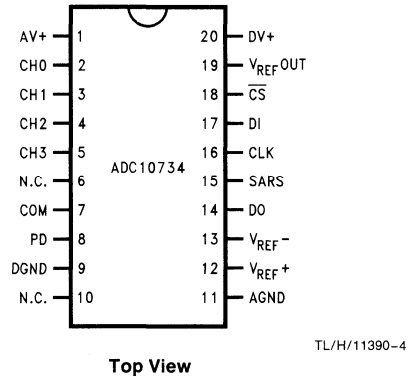 AV+ 1 20 DV+
CH0 2 19 VREFOUT
CH1 3 18 CS
CH2 4 17 DI
CH3 5 16 CLK
ADC10734
N.C. 6 15 SARS
COM 7 14 DO
PD 8 13 VREF-
DGND 9 12 VREF+
N.C. 10 11 AGND
TL/H/11390-4
Top View